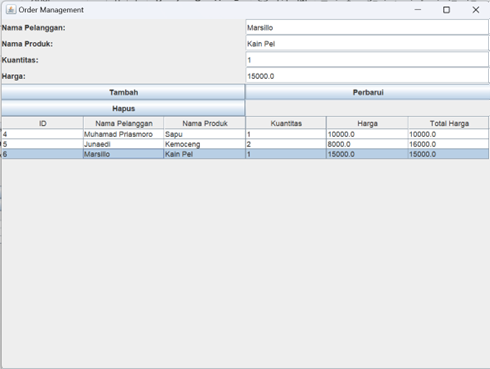 Order Management
Nama Pelanggan: Marsillo
Nama Produk: Kain Pel
Kuantitas: 1
Harga: 15000.0
Tambah Perbarui
Hapus
ID Nama Pelanggan Nama Produk Kuantitas Harga Total Harga
4 Muhamad Priasmoro Sapu 1 10000.0 10000.0
5 Junaedi Kemoceng 2 8000.0 16000.0
6 Marsillo Kain Pel 1 15000.0 15000.0